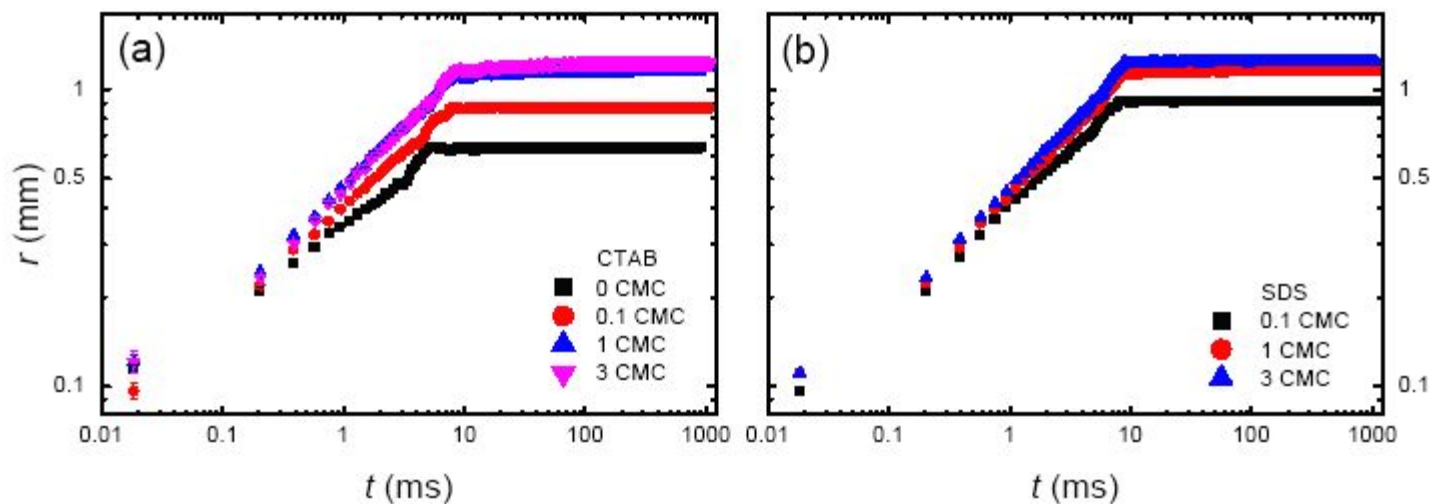 (a)
r (mm)
1
0.5
0.1
CTAB
0 CMC
0.1 CMC
1 CMC
3 CMC
0.01 0.1 1 10 100 1000
t (ms)
(b)
1
0.5
0.1
SDS
0.1 CMC
1 CMC
3 CMC
0.01 0.1 1 10 100 1000
t (ms)